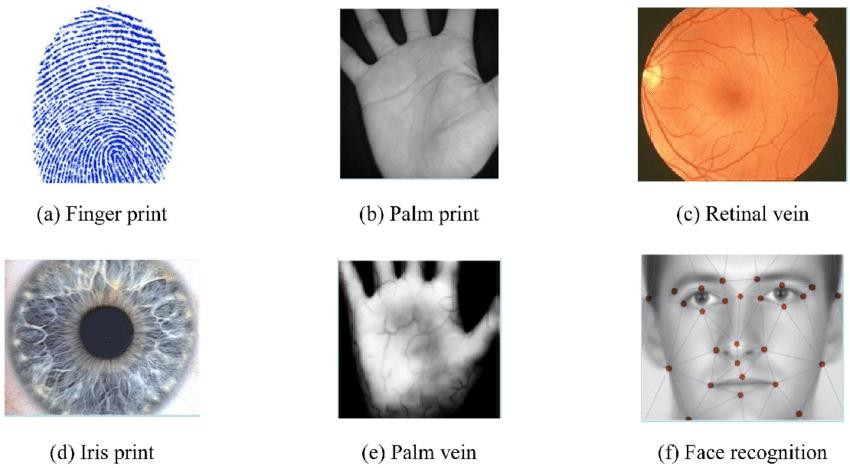 (a) Finger print
(b) Palm print
(c) Retinal vein
(d) Iris print
(e) Palm vein
(f) Face recognition